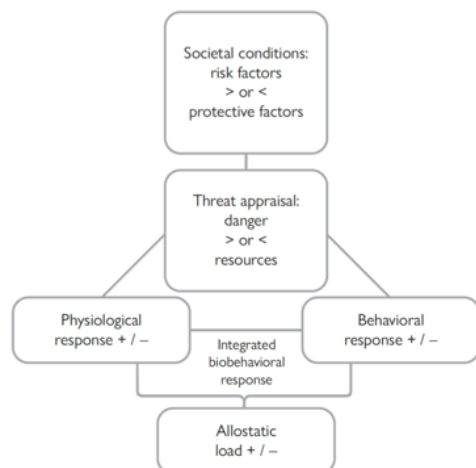 Societal conditions:
risk factors
> or <
protective factors
Threat appraisal:
danger
> or <
resources
Physiological
response + / –
Integrated
biobehavioral
response
Behavioral
response + / –
Allostatic
load + / –